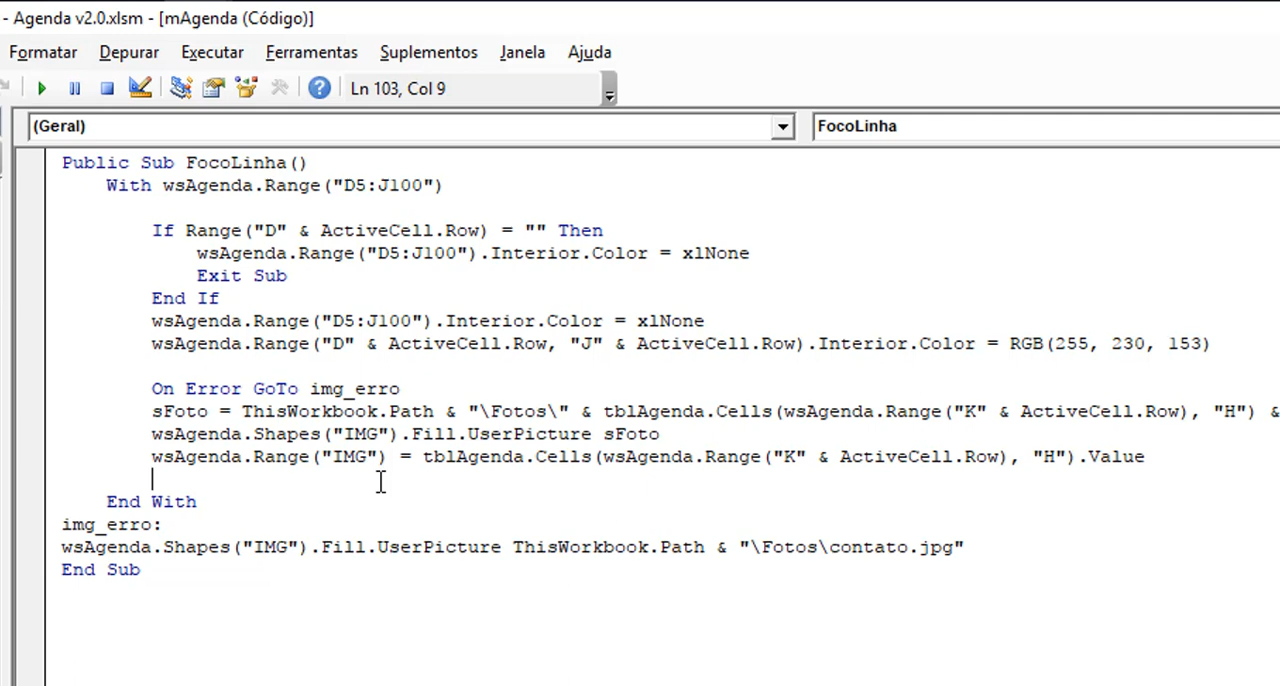 - Agenda v2.0.xlsm - [mAgenda (Código)]
Formatar Depurar Executar Ferramentas Suplementos Janela Ajuda
Ln 103, Col 9
(Geral) FocoLinha
Public Sub FocoLinha()
With wsAgenda.Range("D5:J100")
If Range("D" & ActiveCell.Row) = "" Then
wsAgenda.Range("D5:J100").Interior.Color = xlNone
Exit Sub
End If
wsAgenda.Range("D5:J100").Interior.Color = xlNone
wsAgenda.Range("D" & ActiveCell.Row, "J" & ActiveCell.Row).Interior.Color = RGB(255, 230, 153)
On Error GoTo img_erro
sFoto = ThisWorkbook.Path & "\Fotos\" & tblAgenda.Cells(wsAgenda.Range("K" & ActiveCell.Row), "H") &
wsAgenda.Shapes("IMG").Fill.UserPicture sFoto
wsAgenda.Range("IMG") = tblAgenda.Cells(wsAgenda.Range("K" & ActiveCell.Row), "H").Value
End With
img_erro:
wsAgenda.Shapes("IMG").Fill.UserPicture ThisWorkbook.Path & "\Fotos\contato.jpg"
End Sub